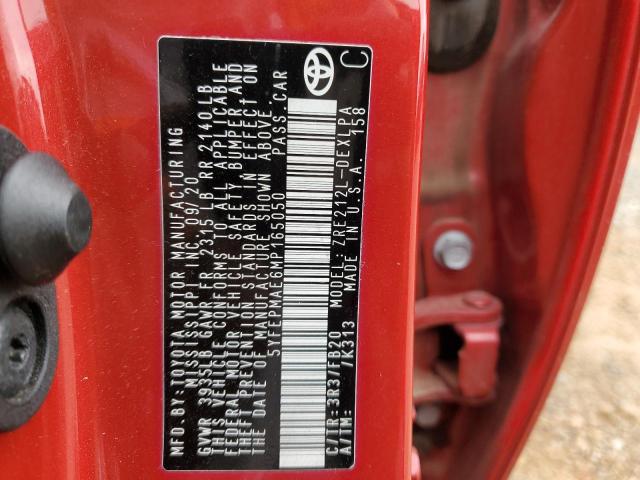 MFD. BY: TOYOTA MOTOR MANUFACTURING
MISSISSIPPI INC. 09/20
GVWR 3935LB GAWR FR 2315 LB RR 2140LB
THIS VEHICLE CONFORMS TO ALL APPLICABLE
FEDERAL MOTOR VEHICLE SAFETY, BUMPER AND
THEFT PREVENTION STANDARDS IN EFFECT ON
THE DATE OF MANUFACTURE SHOWN ABOVE.
5YFEPMAE6MP165050 PASS. CAR
C/TR: 3R3/FB20 MODEL: ZRE212L-DEXLPA
A/TM: /K313 MADE IN U.S.A. 158
C